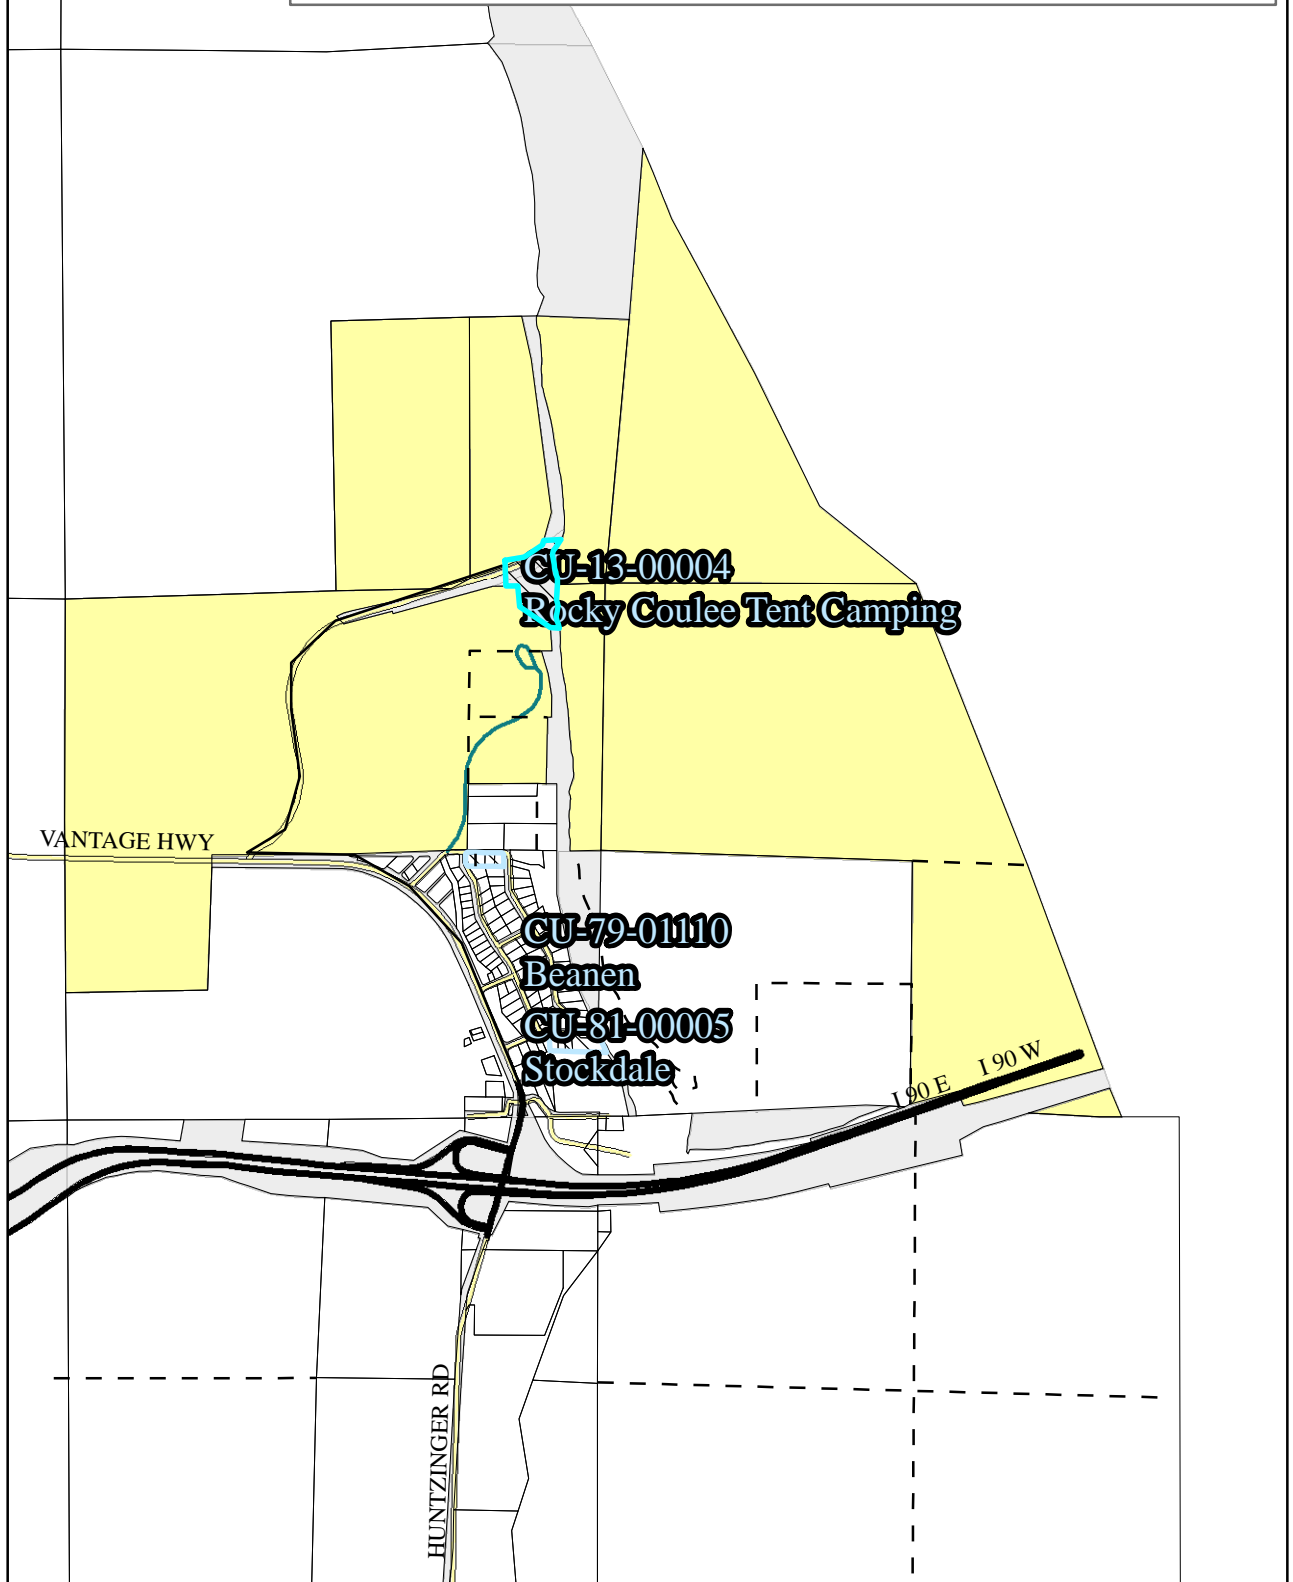 CU-13-00004
Rocky Coulee Tent Camping
VANTAGE HWY
CU-79-01110
Beanen
CU-81-00005
Stockdale
I 90 W
I 90 E
HUNTZINGER RD